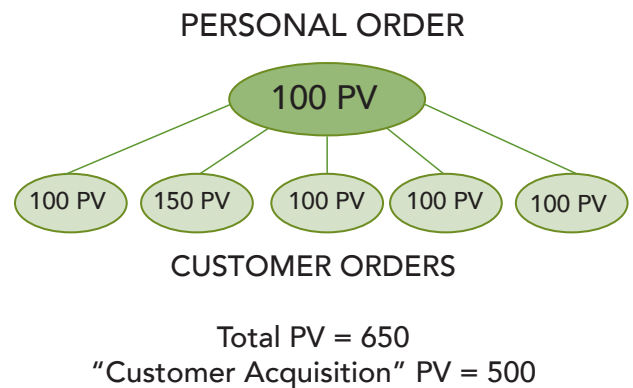 PERSONAL ORDER
100 PV
100 PV 150 PV 100 PV 100 PV 100 PV
CUSTOMER ORDERS
Total PV = 650
“Customer Acquisition” PV = 500